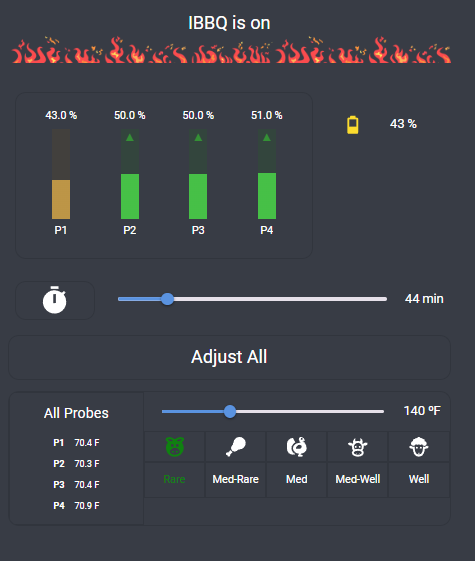 IBBQ is on
43.0 % 50.0 % 50.0 % 51.0 %
43 %
P1 P2 P3 P4
44 min
Adjust All
140 ºF
All Probes
P1 70.4 F
P2 70.3 F
P3 70.4 F
P4 70.9 F
Rare Med-Rare Med Med-Well Well